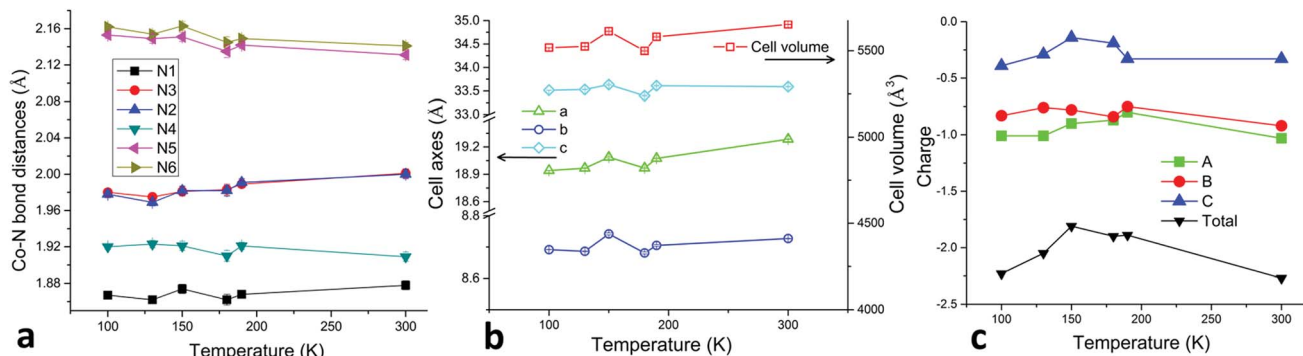 2.16
2.12
2.08
2.04
2.00
1.96
1.92
1.88
Co-N bond distances (Å)
N1
N3
N2
N4
N5
N6
100 150 200 250 300
Temperature (K)
a
35.0
34.5
34.0
33.5
33.0
19.2
18.9
18.6
8.8
8.6
Cell axes (Å)
Cell volume
a
b
c
5500
5000
4500
4000
Cell volume (Å³)
100 150 200 250 300
Temperature (K)
b
0.0
-0.5
-1.0
-1.5
-2.0
-2.5
Charge
A
B
C
Total
100 150 200 250 300
Temperature (K)
c